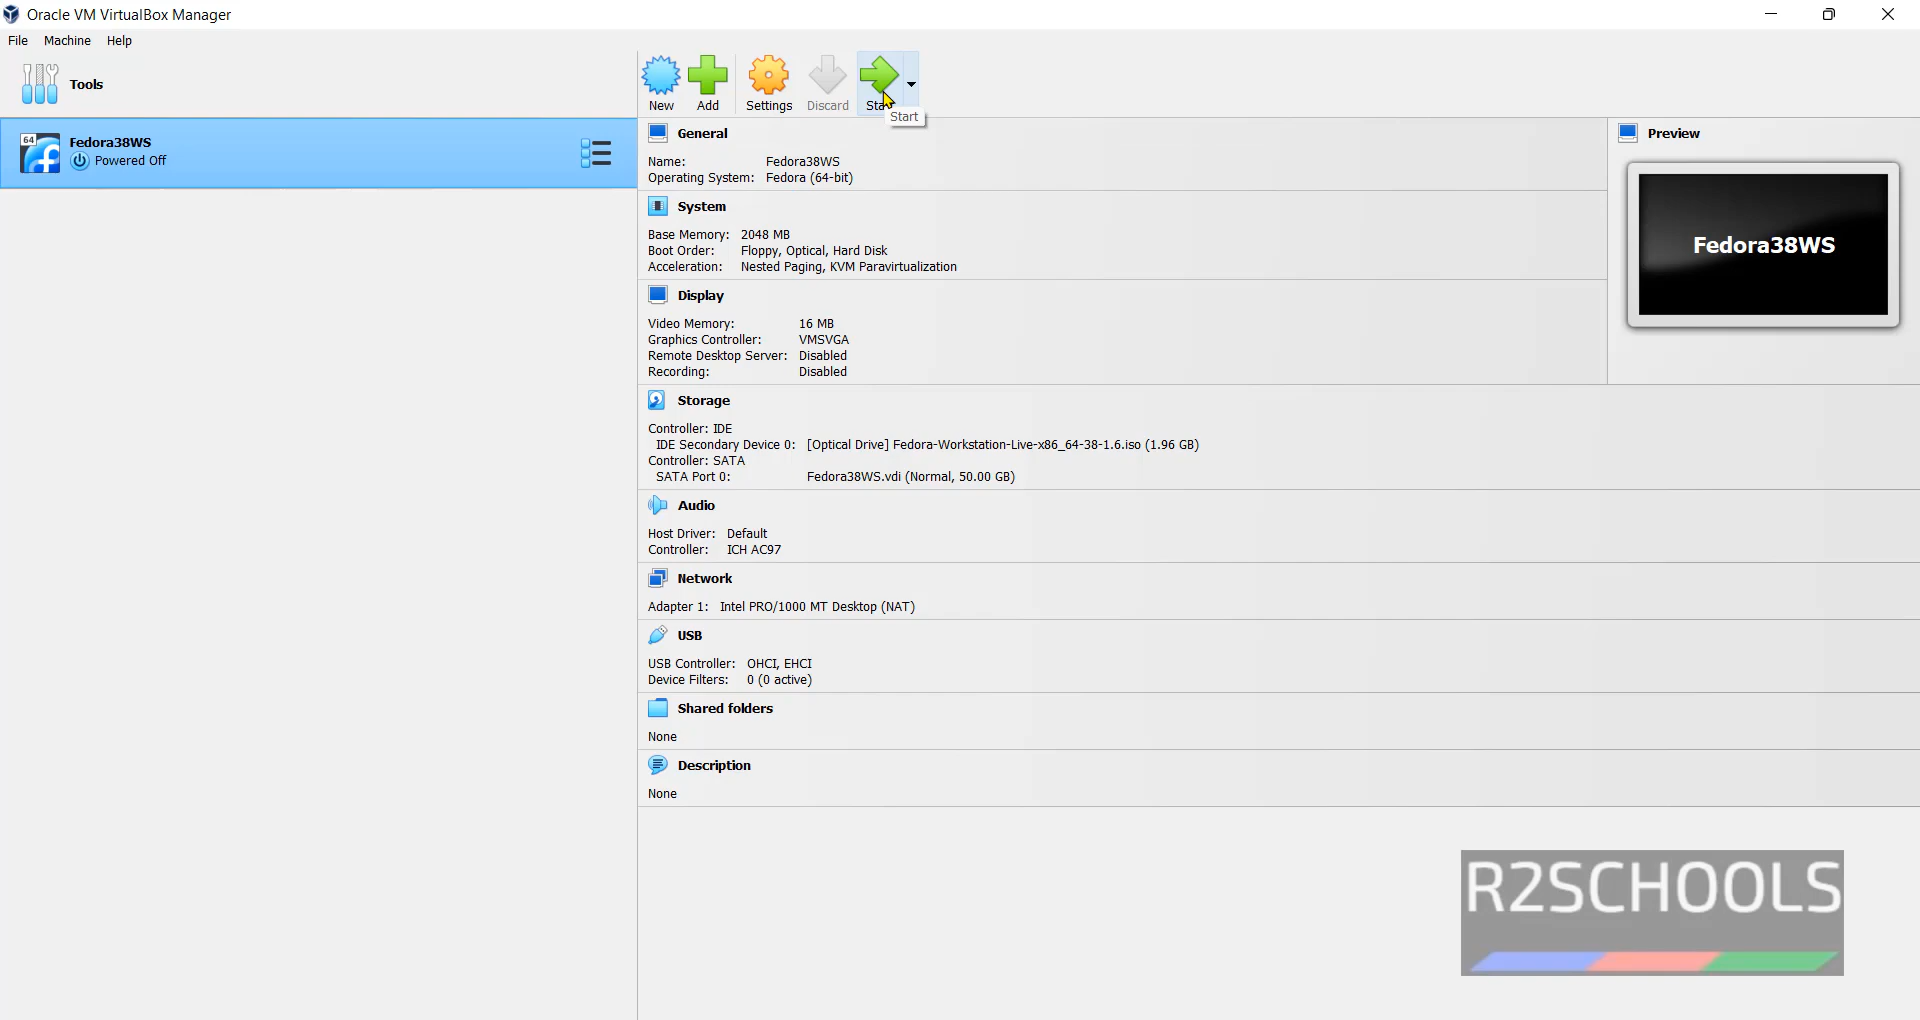 Oracle VM VirtualBox Manager
File Machine Help
Tools
New Add Settings Discard Start
Start
64
Fedora38WS
Powered Off
General
Name: Fedora38WS
Operating System: Fedora (64-bit)
System
Base Memory: 2048 MB
Boot Order: Floppy, Optical, Hard Disk
Acceleration: Nested Paging, KVM Paravirtualization
Display
Video Memory: 16 MB
Graphics Controller: VMSVGA
Remote Desktop Server: Disabled
Recording: Disabled
Preview
Fedora38WS
Storage
Controller: IDE
IDE Secondary Device 0: [Optical Drive] Fedora-Workstation-Live-x86_64-38-1.6.iso (1.96 GB)
Controller: SATA
SATA Port 0: Fedora38WS.vdi (Normal, 50.00 GB)
Audio
Host Driver: Default
Controller: ICH AC97
Network
Adapter 1: Intel PRO/1000 MT Desktop (NAT)
USB
USB Controller: OHCI, EHCI
Device Filters: 0 (0 active)
Shared folders
None
Description
None
R2SCHOOLS